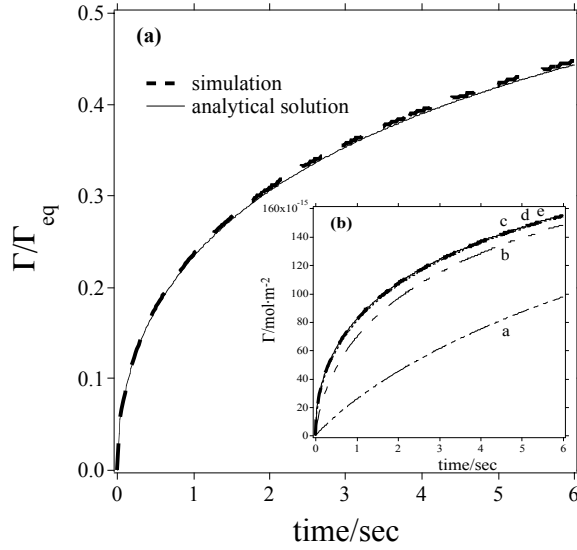 0.5
(a)
simulation
analytical solution
0.4
0.3
0.2
0.1
0.0
Γ/Γeq
0 1 2 3 4 5 6
time/sec
160x10-15
(b)
c d e
b
a
140
120
100
80
60
40
20
0
Γ/mol·m-2
0 1 2 3 4 5 6
time/sec